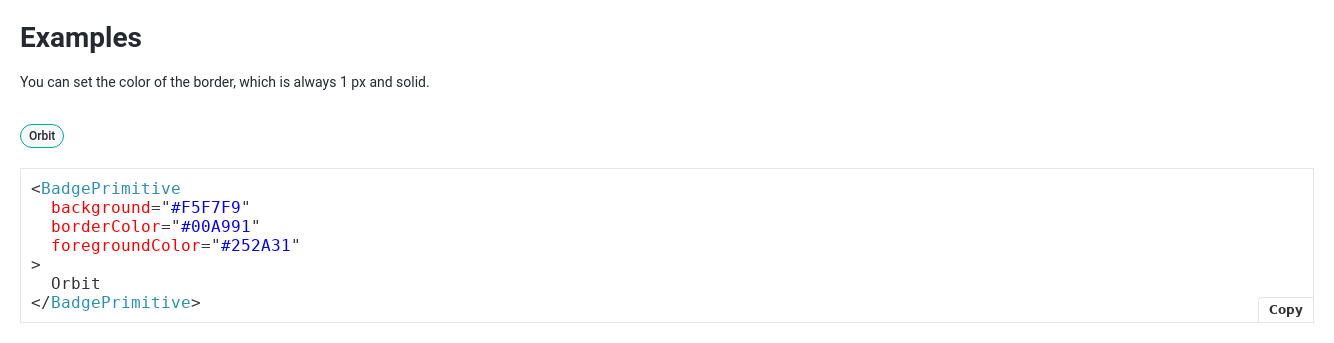 Examples
You can set the color of the border, which is always 1 px and solid.
Orbit
<BadgePrimitive
  background="#F5F7F9"
  borderColor="#00A991"
  foregroundColor="#252A31"
>
  Orbit
</BadgePrimitive>
Copy